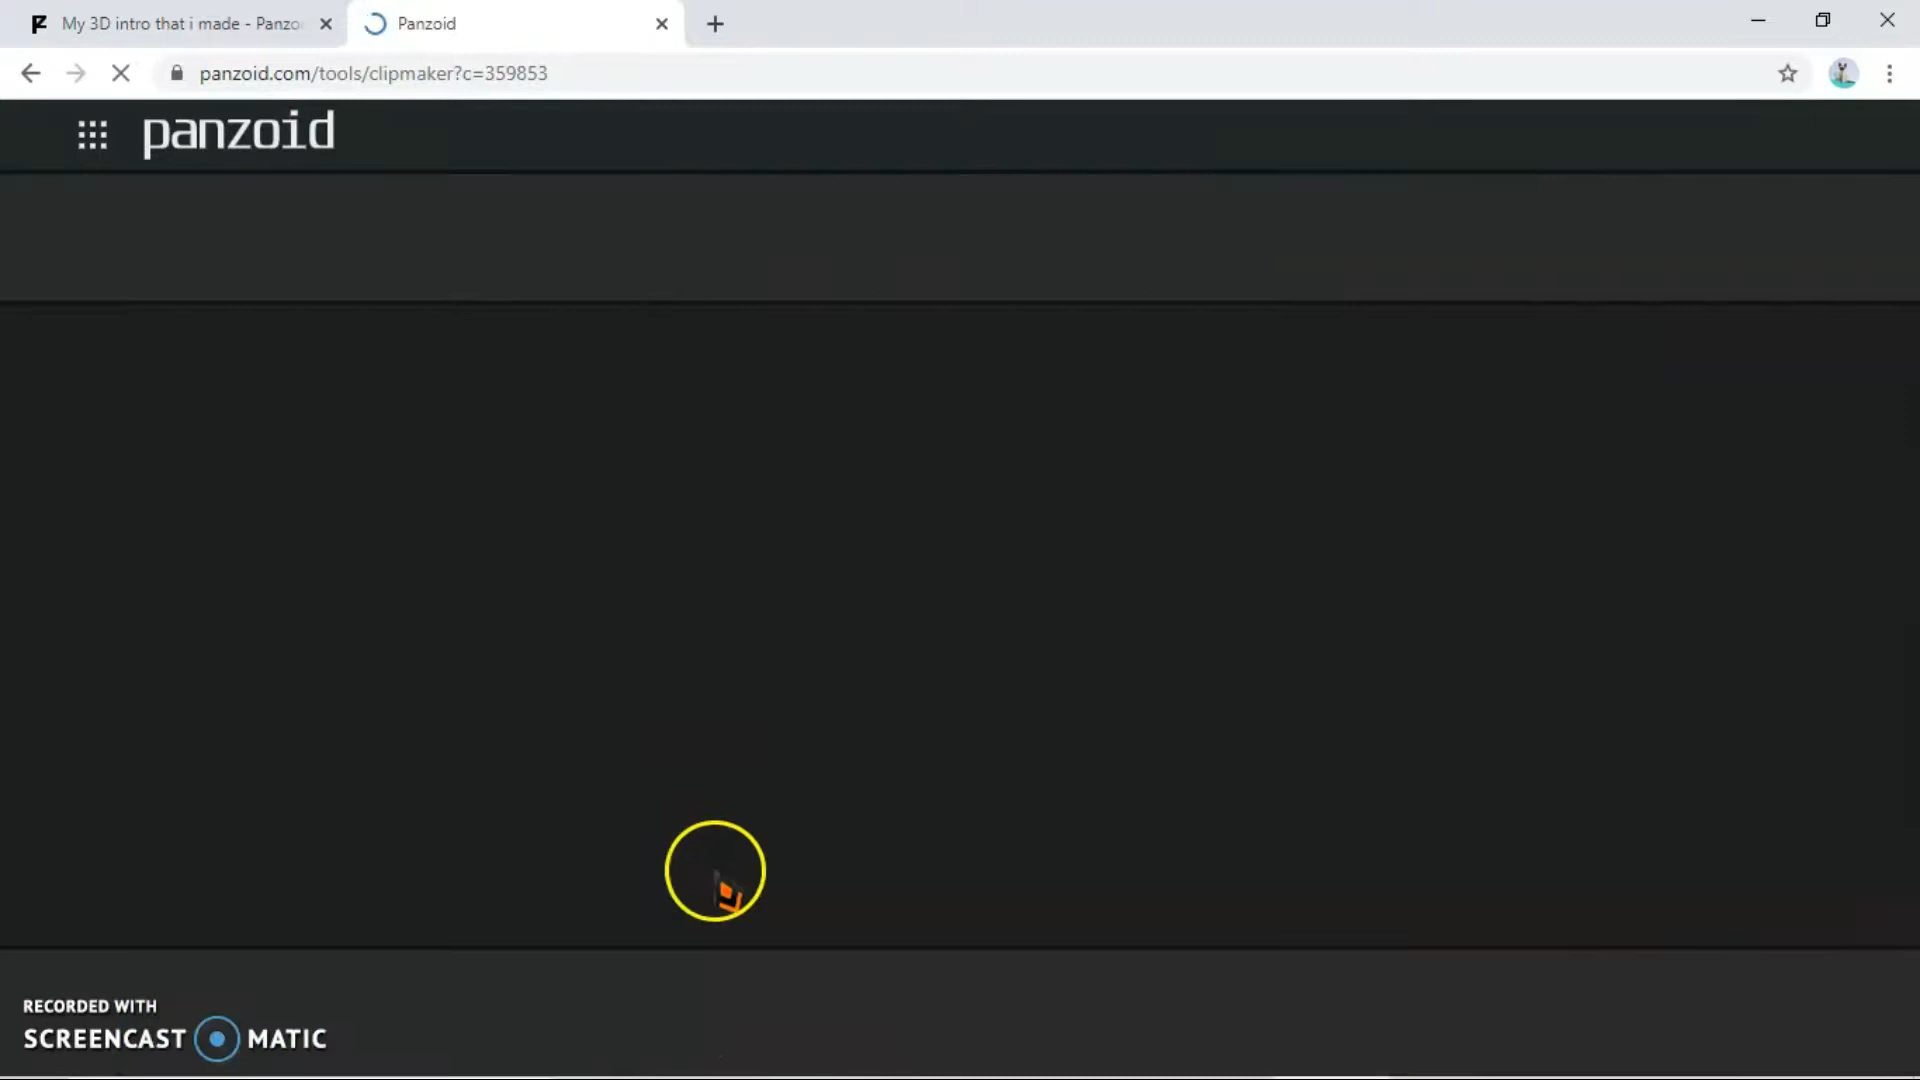 My 3D intro that i made - Panzo
Panzoid
panzoid.com/tools/clipmaker?c=359853
panzoid
RECORDED WITH
SCREENCAST MATIC